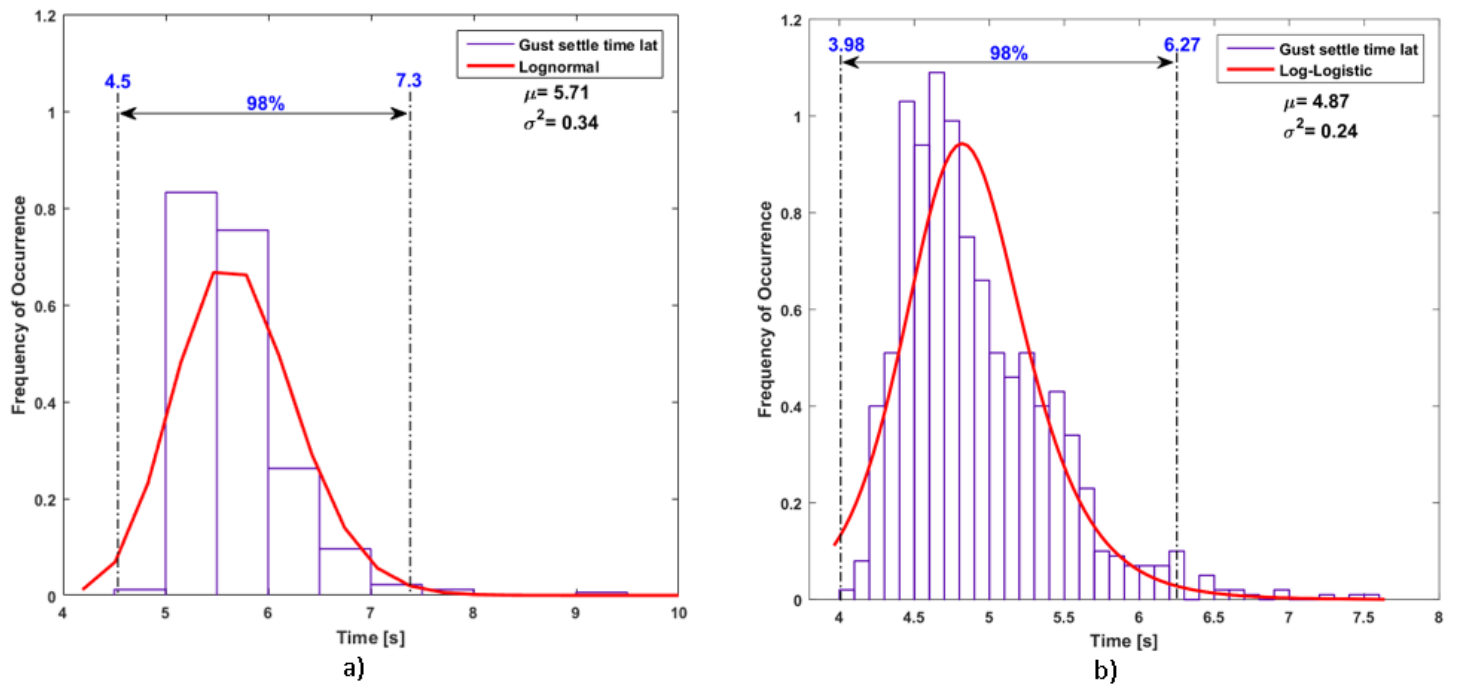 1.2
1
0.8
0.6
0.4
0.2
0
Frequency of Occurrence
4.5
7.3
98%
Gust settle time lat
Lognormal
μ= 5.71
σ²= 0.34
4 5 6 7 8 9 10
Time [s]
a)
1.2
1
0.8
0.6
0.4
0.2
0
Frequency of Occurrence
3.98
6.27
98%
Gust settle time lat
Log-Logistic
μ= 4.87
σ²= 0.24
4 4.5 5 5.5 6 6.5 7 7.5 8
Time [s]
b)